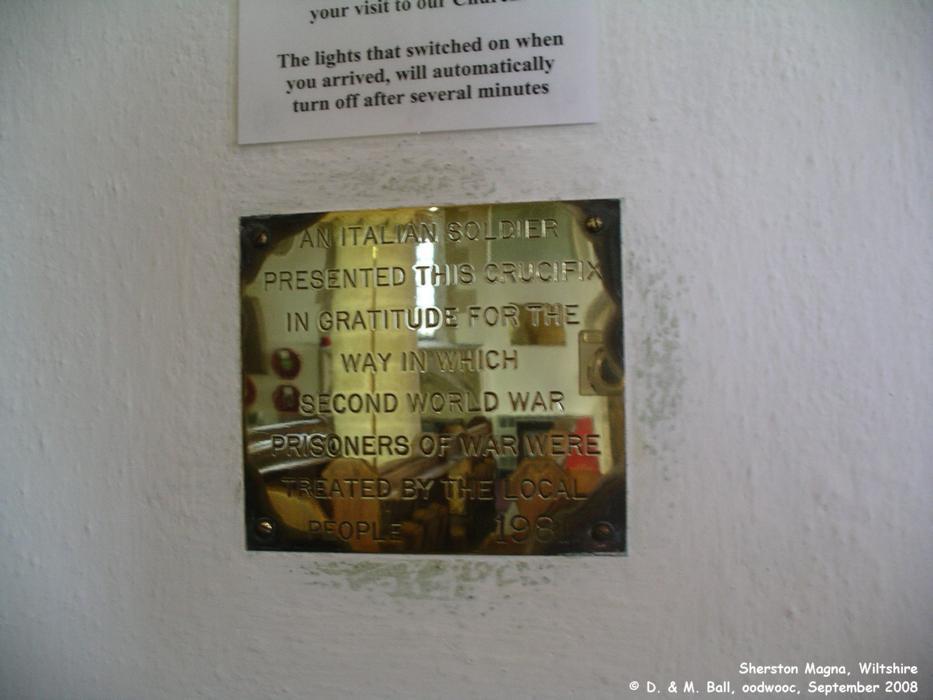 your visit to our Church
The lights that switched on when
you arrived, will automatically
turn off after several minutes
AN ITALIAN SOLDIER
PRESENTED THIS CRUCIFIX
IN GRATITUDE FOR THE
WAY IN WHICH
SECOND WORLD WAR
PRISONERS OF WAR WERE
TREATED BY THE LOCAL
PEOPLE 1981
Sherston Magna, Wiltshire
© D. & M. Ball, oodwooc, September 2008